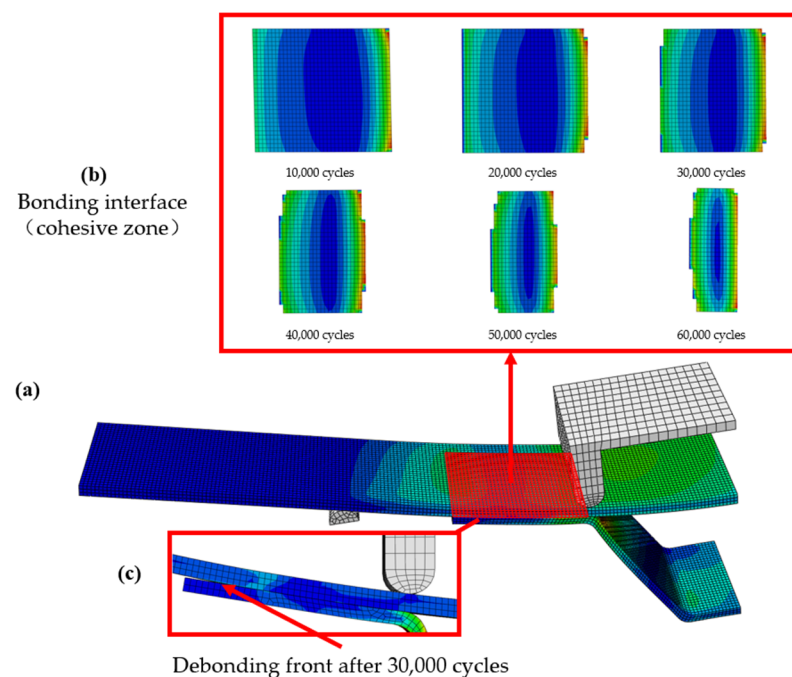 10,000 cycles
20,000 cycles
30,000 cycles
(b)
Bonding interface
（cohesive zone）
40,000 cycles
50,000 cycles
60,000 cycles
(a)
(c)
Debonding front after 30,000 cycles